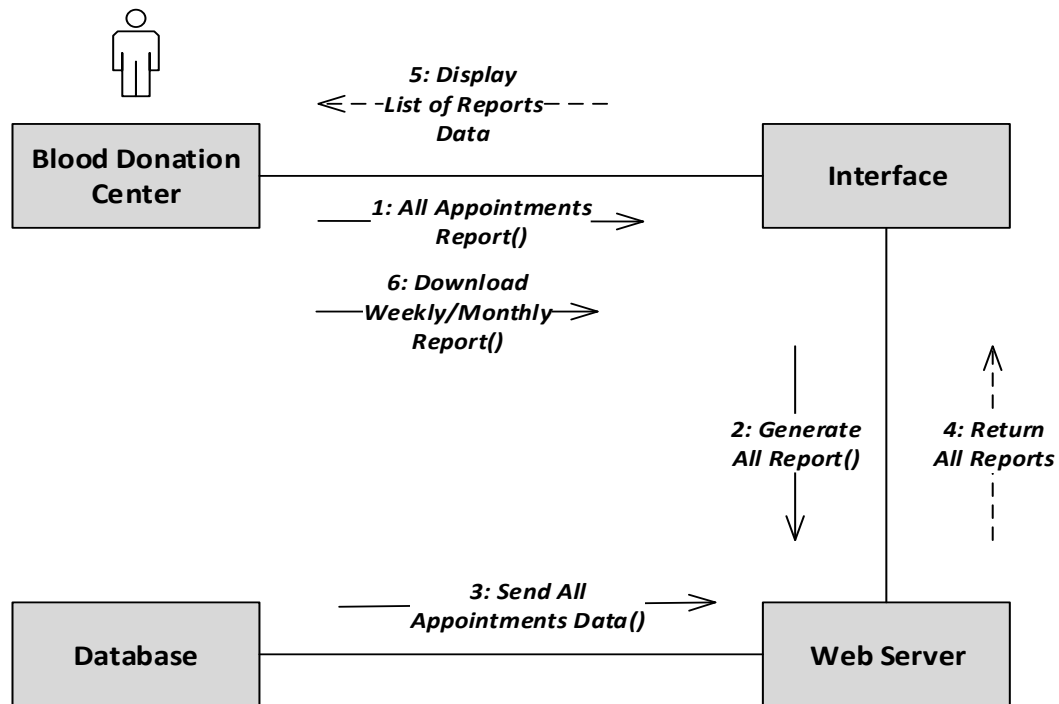 5: Display
List of Reports
Data
Blood Donation
Center
Interface
1: All Appointments
Report()
6: Download
Weekly/Monthly
Report()
2: Generate
All Report()
4: Return
All Reports
3: Send All
Appointments Data()
Database
Web Server